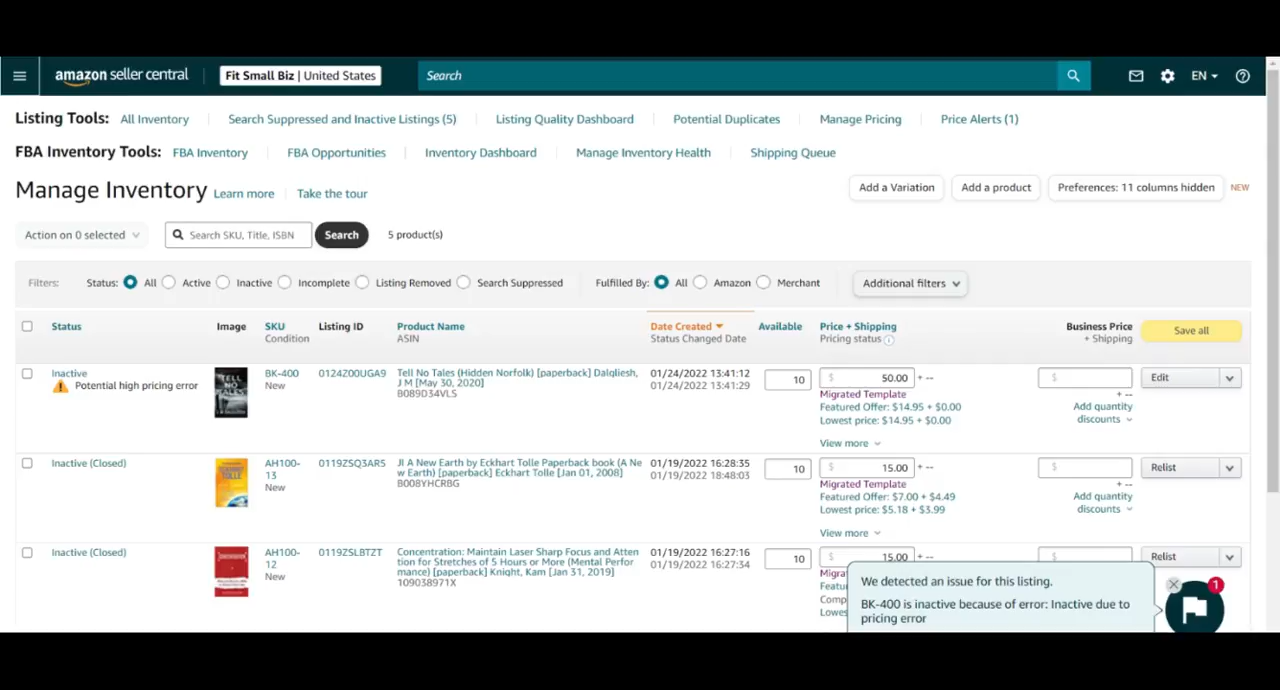 amazon seller central Fit Small Biz | United States Search EN
Listing Tools: All Inventory Search Suppressed and Inactive Listings (5) Listing Quality Dashboard Potential Duplicates Manage Pricing Price Alerts (1)
FBA Inventory Tools: FBA Inventory FBA Opportunities Inventory Dashboard Manage Inventory Health Shipping Queue
Manage Inventory Learn more Take the tour Add a Variation Add a product Preferences: 11 columns hidden NEW
Action on 0 selected Search SKU, Title, ISBN Search 5 product(s)
Filters: Status: All Active Inactive Incomplete Listing Removed Search Suppressed Fulfilled By: All Amazon Merchant Additional filters
Status Image SKU Listing ID Product Name Date Created Available Price + Shipping Business Price Save all
Condition ASIN Status Changed Date Pricing status + Shipping
Inactive BK-400 0124Z00UGA9 Tell No Tales (Hidden Norfolk) [paperback] Dalgliesh, 01/24/2022 13:41:12 10 $ 50.00 + -- $ Edit
Potential high pricing error New J M [May 30, 2020] 01/24/2022 13:41:29
TELL
NO
TALES
B089D34VLS Migrated Template + --
Featured Offer: $14.95 + $0.00 Add quantity
Lowest price: $14.95 + $0.00 discounts
View more
Inactive (Closed) AH100- 0119ZSQ3AR5 JI A New Earth by Eckhart Tolle Paperback book (A Ne 01/19/2022 16:28:35 10 $ 15.00 + -- $ Relist
13 w Earth) [paperback] Eckhart Tolle [Jan 01, 2008] 01/19/2022 18:48:03
TOLLE
New B008YHCRBG Migrated Template + --
Featured Offer: $7.00 + $4.49 Add quantity
Lowest price: $5.18 + $3.99 discounts
View more
Inactive (Closed) AH100- 0119ZSLBTZT Concentration: Maintain Laser Sharp Focus and Atten 01/19/2022 16:27:16 10 $ 15.00 + -- $ Relist
12 tion for Stretches of 5 Hours or More (Mental Perfor 01/19/2022 16:27:34
New mance) [paperback] Knight, Kam [Jan 31, 2019]
109038971X
Migra
Featu
Comp
Lowes
We detected an issue for this listing. 1
BK-400 is inactive because of error: Inactive due to
pricing error